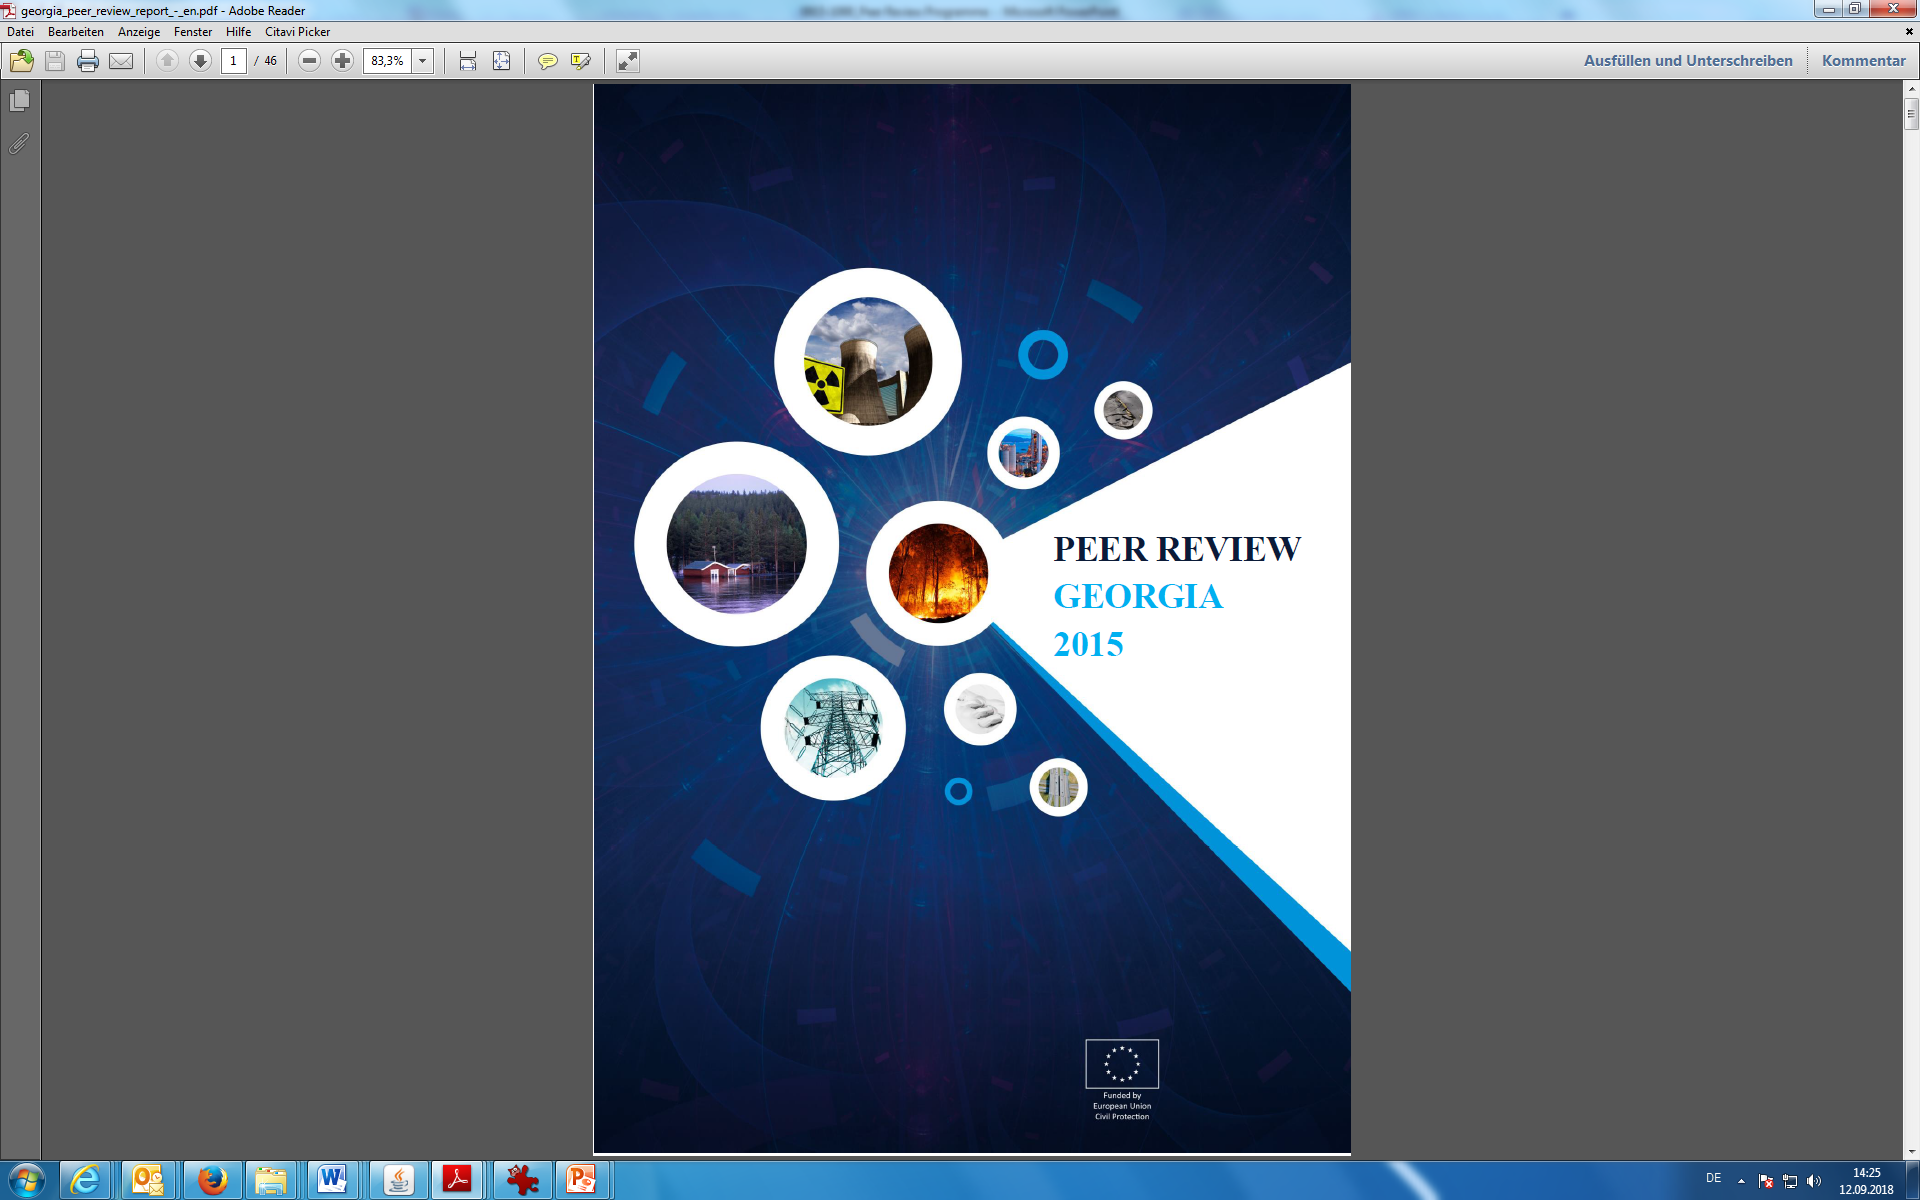 georgia_peer_review_report_-_en.pdf - Adobe Reader
Datei Bearbeiten Anzeige Fenster Hilfe Citavi Picker
1 / 46 83,3% Ausfüllen und Unterschreiben Kommentar
PEER REVIEW
GEORGIA
2015
Funded by
European Union
Civil Protection
DE 14:25
12.09.2018